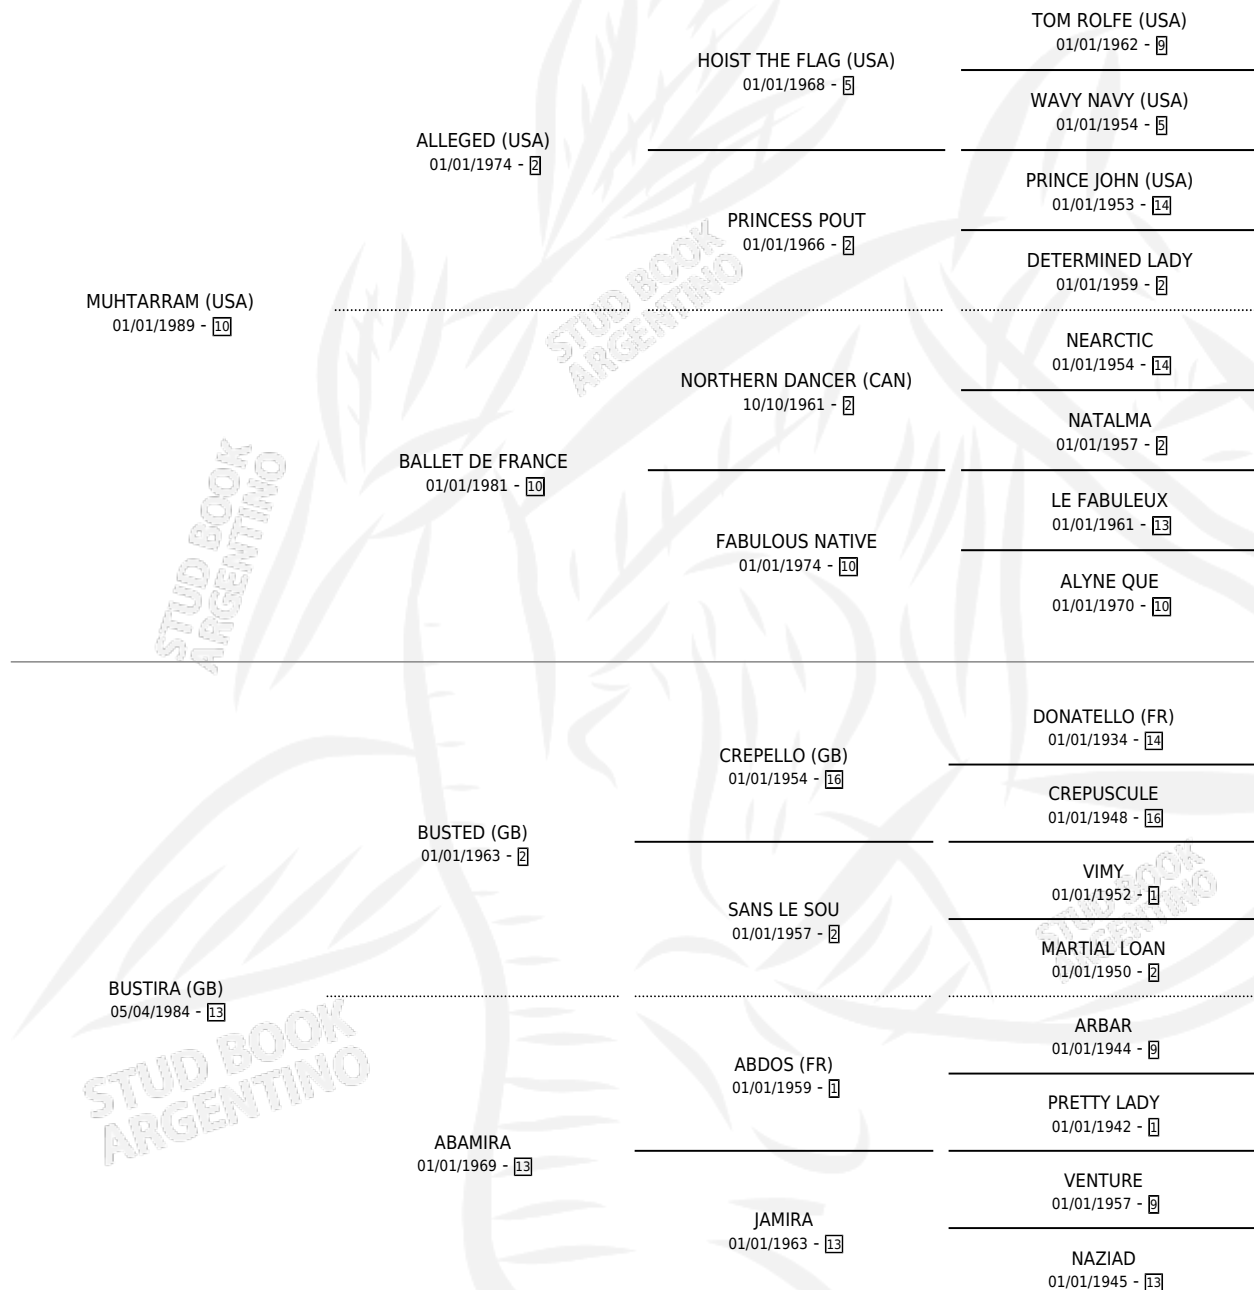 TOM ROLFE (USA)
01/01/1962 - 9
HOIST THE FLAG (USA)
01/01/1968 - 5
WAVY NAVY (USA)
01/01/1954 - 5
ALLEGED (USA)
01/01/1974 - 2
PRINCE JOHN (USA)
01/01/1953 - 14
PRINCESS POUT
01/01/1966 - 2
DETERMINED LADY
01/01/1959 - 2
MUHTARRAM (USA)
01/01/1989 - 10
STUD BOOK
ARGENTINO
NEARCTIC
01/01/1954 - 14
NORTHERN DANCER (CAN)
10/10/1961 - 2
NATALMA
01/01/1957 - 2
BALLET DE FRANCE
01/01/1981 - 10
LE FABULEUX
01/01/1961 - 13
FABULOUS NATIVE
01/01/1974 - 10
ALYNE QUE
01/01/1970 - 10
STUD BOOK
ARGENTINO
DONATELLO (FR)
01/01/1934 - 14
CREPELLO (GB)
01/01/1954 - 16
CREPUSCULE
01/01/1948 - 16
BUSTED (GB)
01/01/1963 - 2
VIMY
01/01/1952 - 1
SANS LE SOU
01/01/1957 - 2
MARTIAL LOAN
01/01/1950 - 2
STUD BOOK
ARGENTINO
BUSTIRA (GB)
05/04/1984 - 13
ARBAR
01/01/1944 - 9
ABDOS (FR)
01/01/1959 - 1
PRETTY LADY
01/01/1942 - 1
STUD BOOK
ARGENTINO
ABAMIRA
01/01/1969 - 13
VENTURE
01/01/1957 - 9
JAMIRA
01/01/1963 - 13
NAZIAD
01/01/1945 - 13